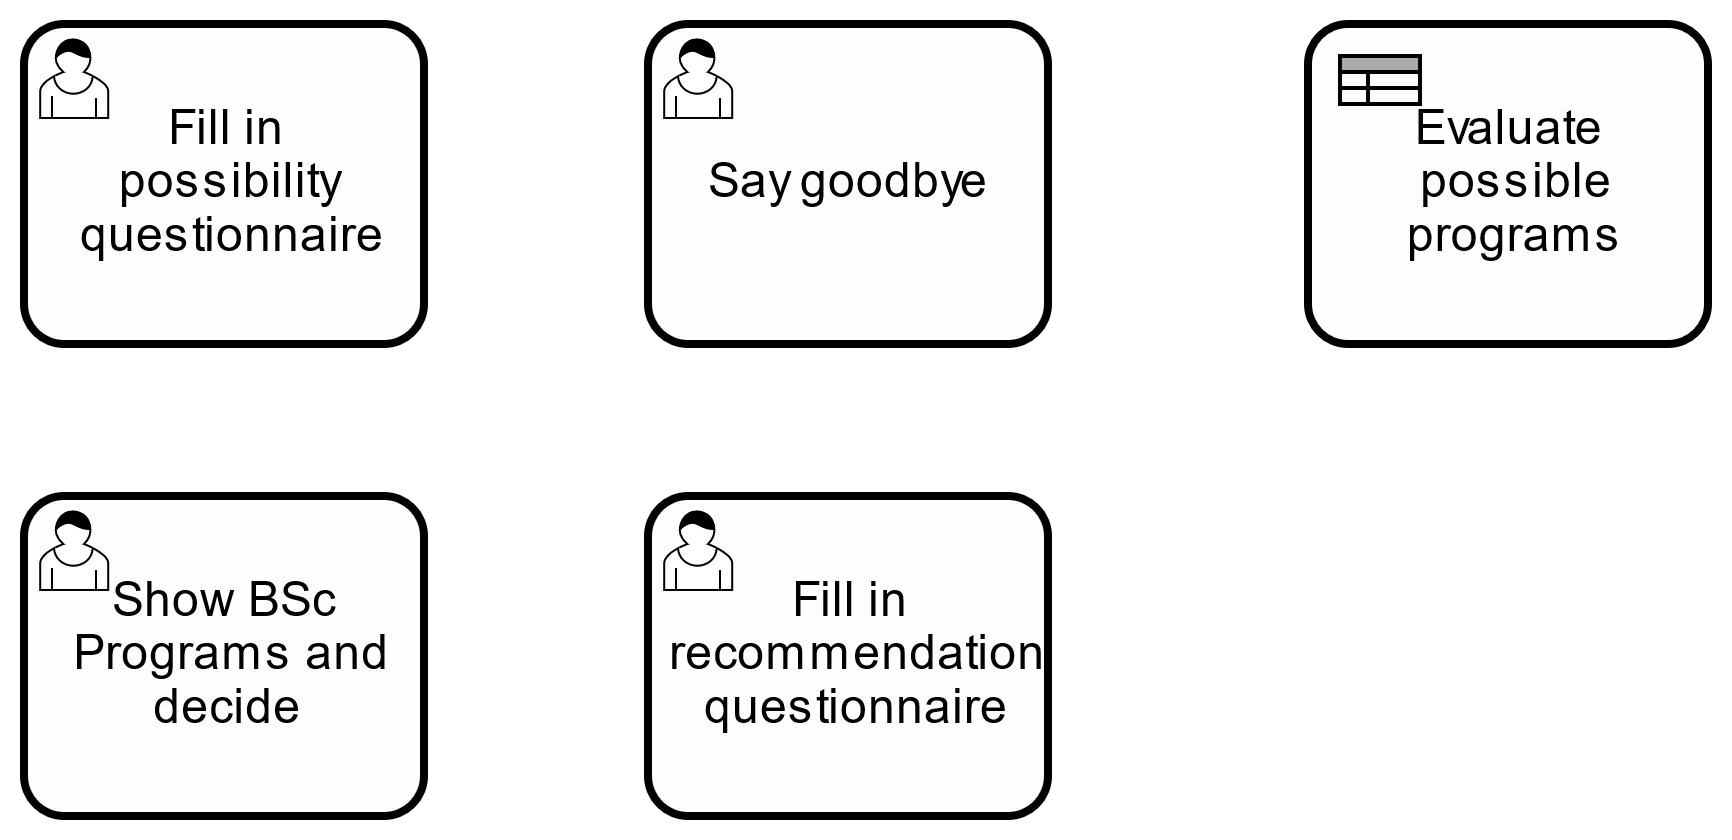 Fill in
possibility
questionnaire
Say goodbye
Evaluate
possible
programs
Show BSc
Programs and
decide
Fill in
recommendation
questionnaire